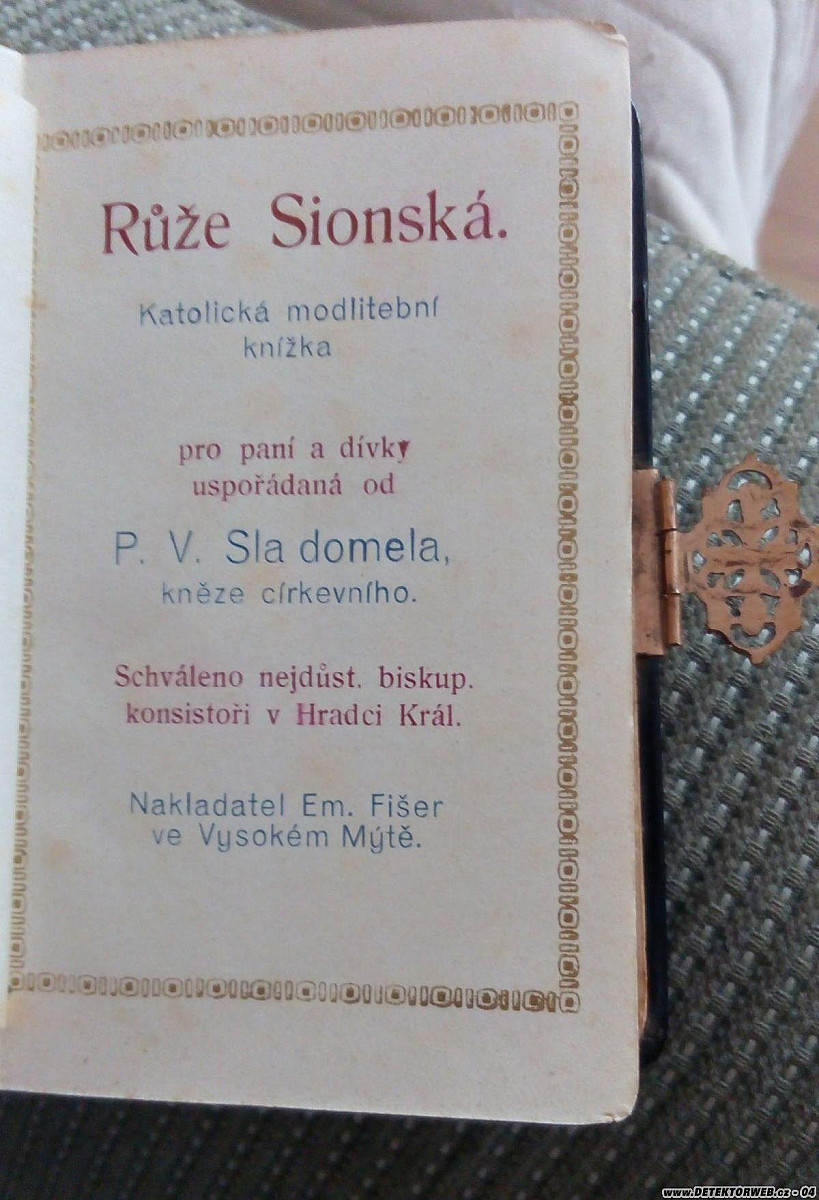 Růže Sionská.
Katolická modlitební
knížka
pro paní a dívky
uspořádaná od
P. V. Sla domela,
kněze církevního.
Schváleno nejdůst. biskup.
konsistoři v Hradci Král.
Nakladatel Em. Fišer
ve Vysokém Mýtě.
www.DETEKTORWEB.cz - 04